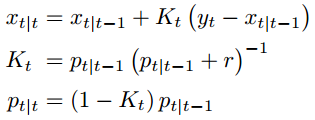 x_{t|t} = x_{t|t−1} + K_t (y_t − x_{t|t−1})
K_t = p_{t|t−1} (p_{t|t−1} + r)^{−1}
p_{t|t} = (1 − K_t) p_{t|t−1}